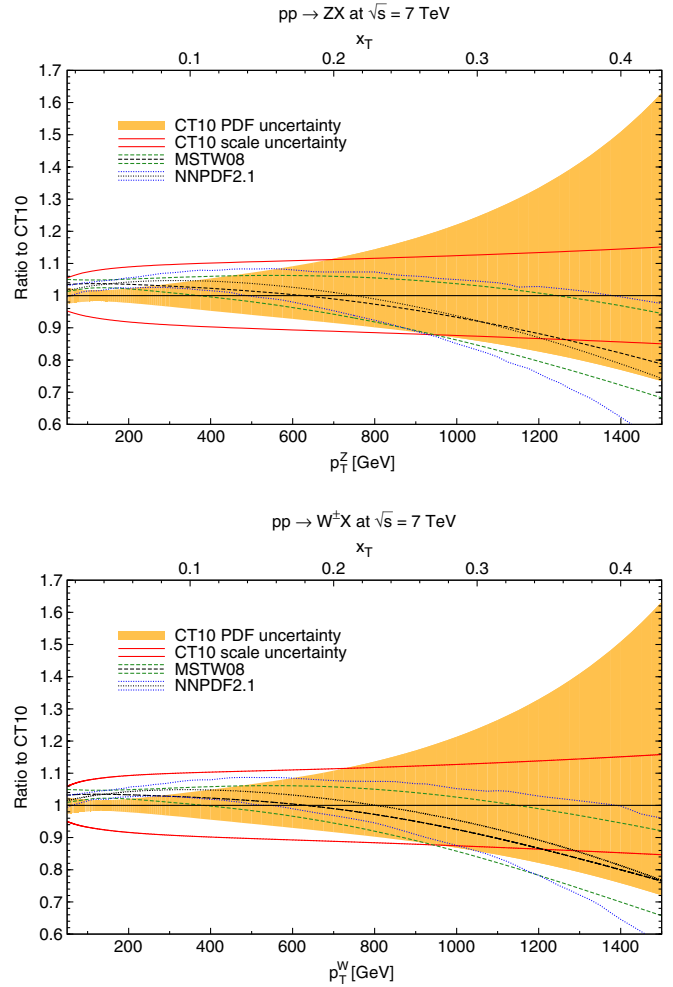 pp → ZX at √s = 7 TeV
x_T
0.1 0.2 0.3 0.4
1.7
1.6
1.5
1.4
1.3
1.2
1.1
1
0.9
0.8
0.7
0.6
Ratio to CT10
CT10 PDF uncertainty
CT10 scale uncertainty
MSTW08
NNPDF2.1
200 400 600 800 1000 1200 1400
p_T^Z [GeV]
pp → W^±X at √s = 7 TeV
x_T
0.1 0.2 0.3 0.4
1.7
1.6
1.5
1.4
1.3
1.2
1.1
1
0.9
0.8
0.7
0.6
Ratio to CT10
CT10 PDF uncertainty
CT10 scale uncertainty
MSTW08
NNPDF2.1
200 400 600 800 1000 1200 1400
p_T^W [GeV]